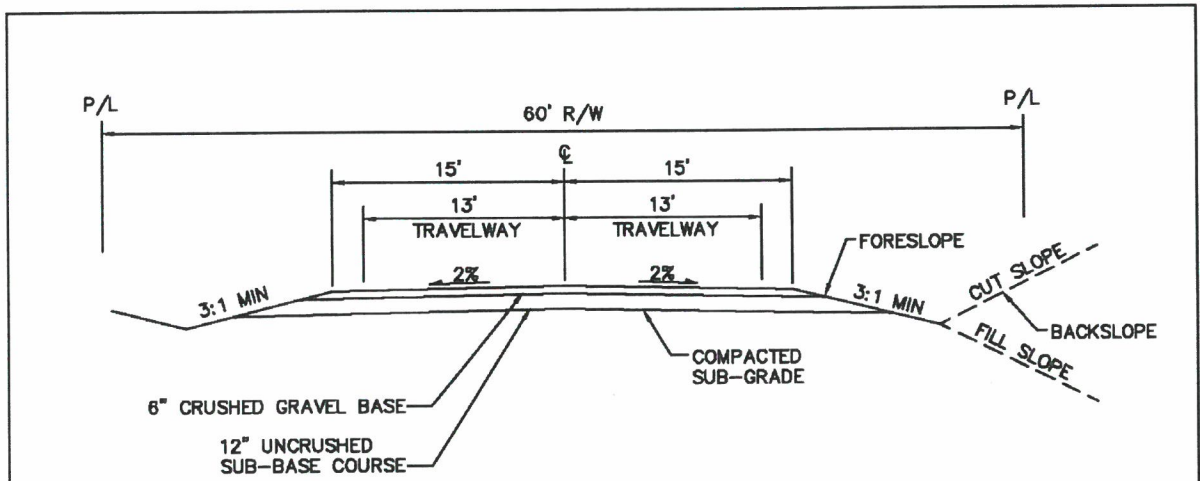 P/L
P/L
60' R/W
℄
15'
15'
13'
13'
TRAVELWAY
TRAVELWAY
FORESLOPE
2%
2%
3:1 MIN
3:1 MIN
CUT SLOPE
BACKSLOPE
FILL SLOPE
COMPACTED
SUB-GRADE
6" CRUSHED GRAVEL BASE
12" UNCRUSHED
SUB-BASE COURSE